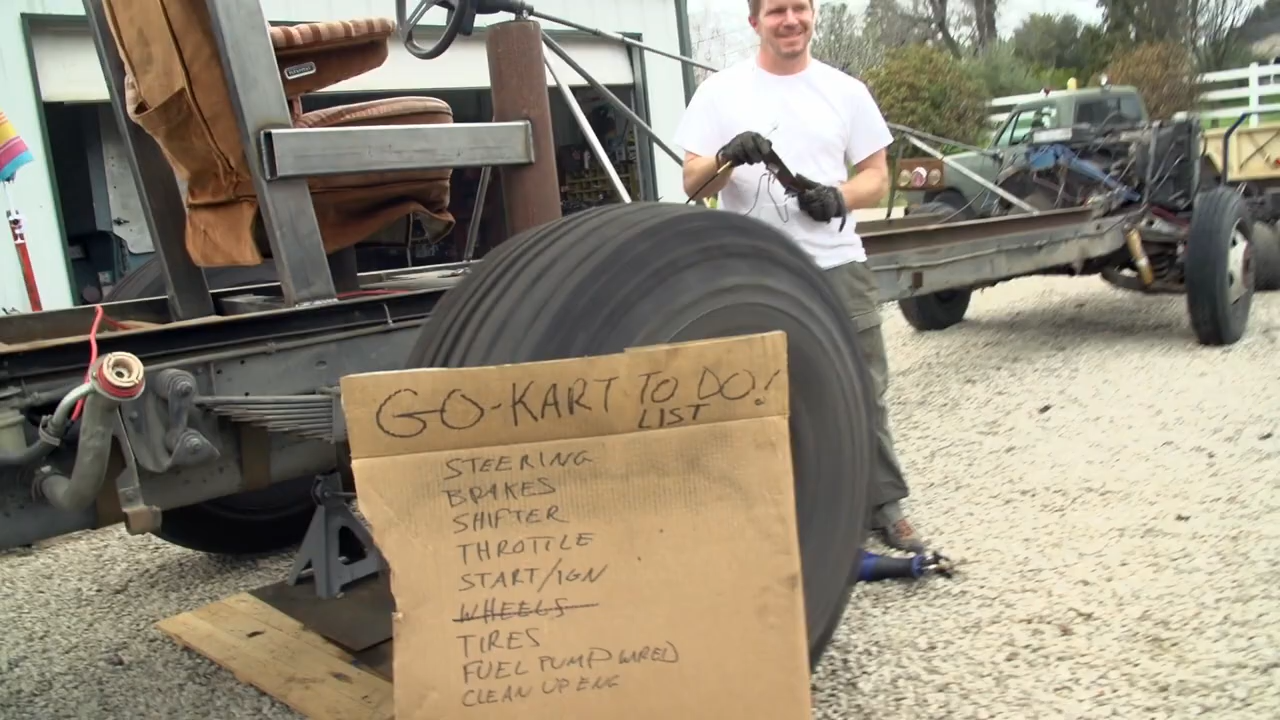 GO-KART TO DO!
LIST
STEERING
BRAKES
SHIFTER
THROTTLE
START/IGN
WHEELS
TIRES
FUEL PUMP WIRED
CLEAN UP ENG